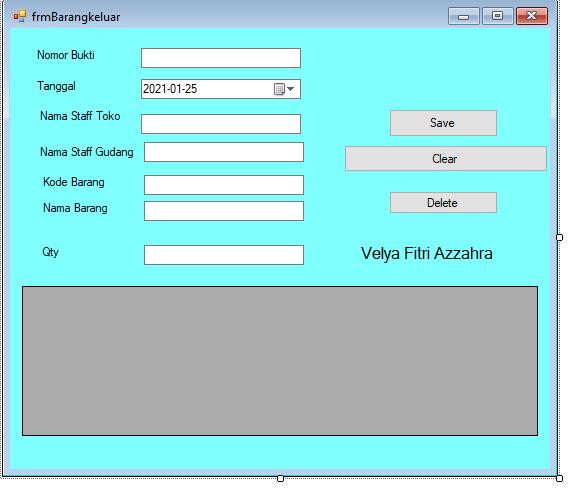 frmBarangkeluar
Nomor Bukti
Tanggal
2021-01-25
Nama Staff Toko
Save
Nama Staff Gudang
Clear
Kode Barang
Delete
Nama Barang
Qty
Velya Fitri Azzahra